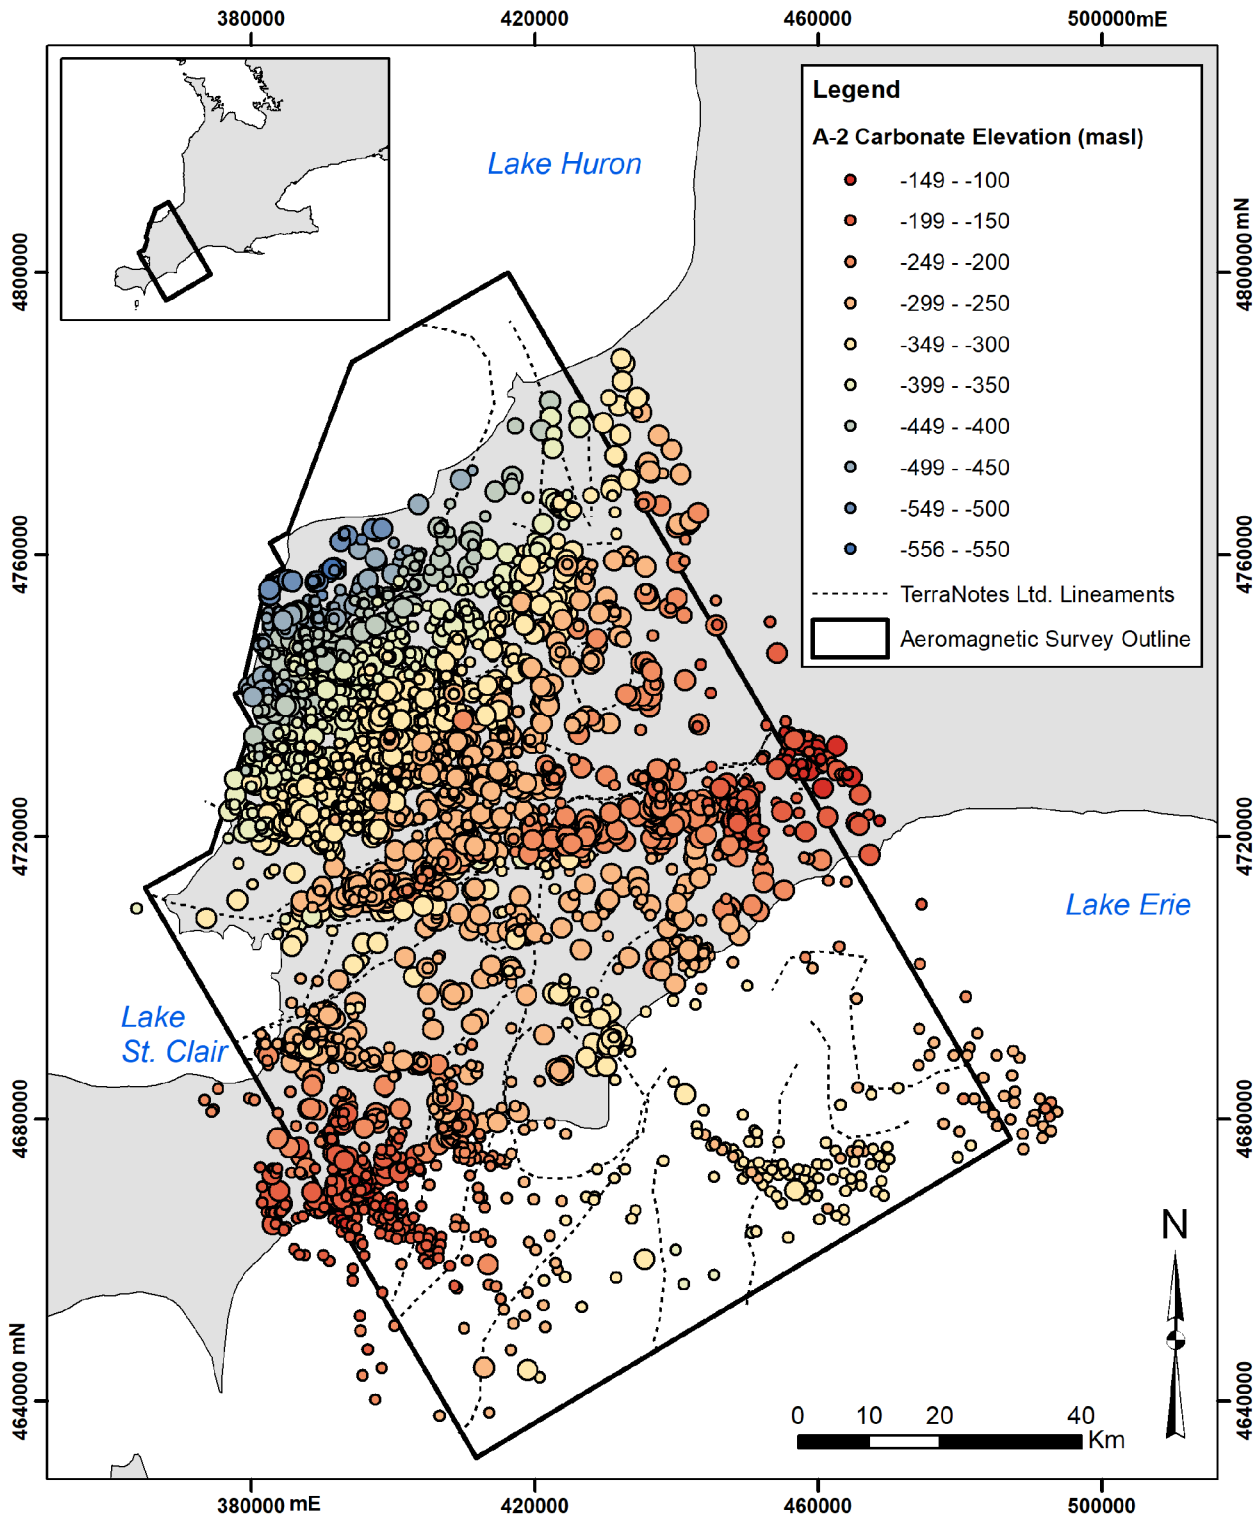 380000 420000 460000 500000mE
Legend
A-2 Carbonate Elevation (masl)
-149 - -100
-199 - -150
-249 - -200
-299 - -250
-349 - -300
-399 - -350
-449 - -400
-499 - -450
-549 - -500
-556 - -550
TerraNotes Ltd. Lineaments
Aeromagnetic Survey Outline
Lake Huron
4800000 4800000 mN
4760000 4760000
4720000 4720000
Lake Erie
Lake
St. Clair
4680000 4680000
N
4640000 mN 4640000
0 10 20 40
Km
380000 mE 420000 460000 500000